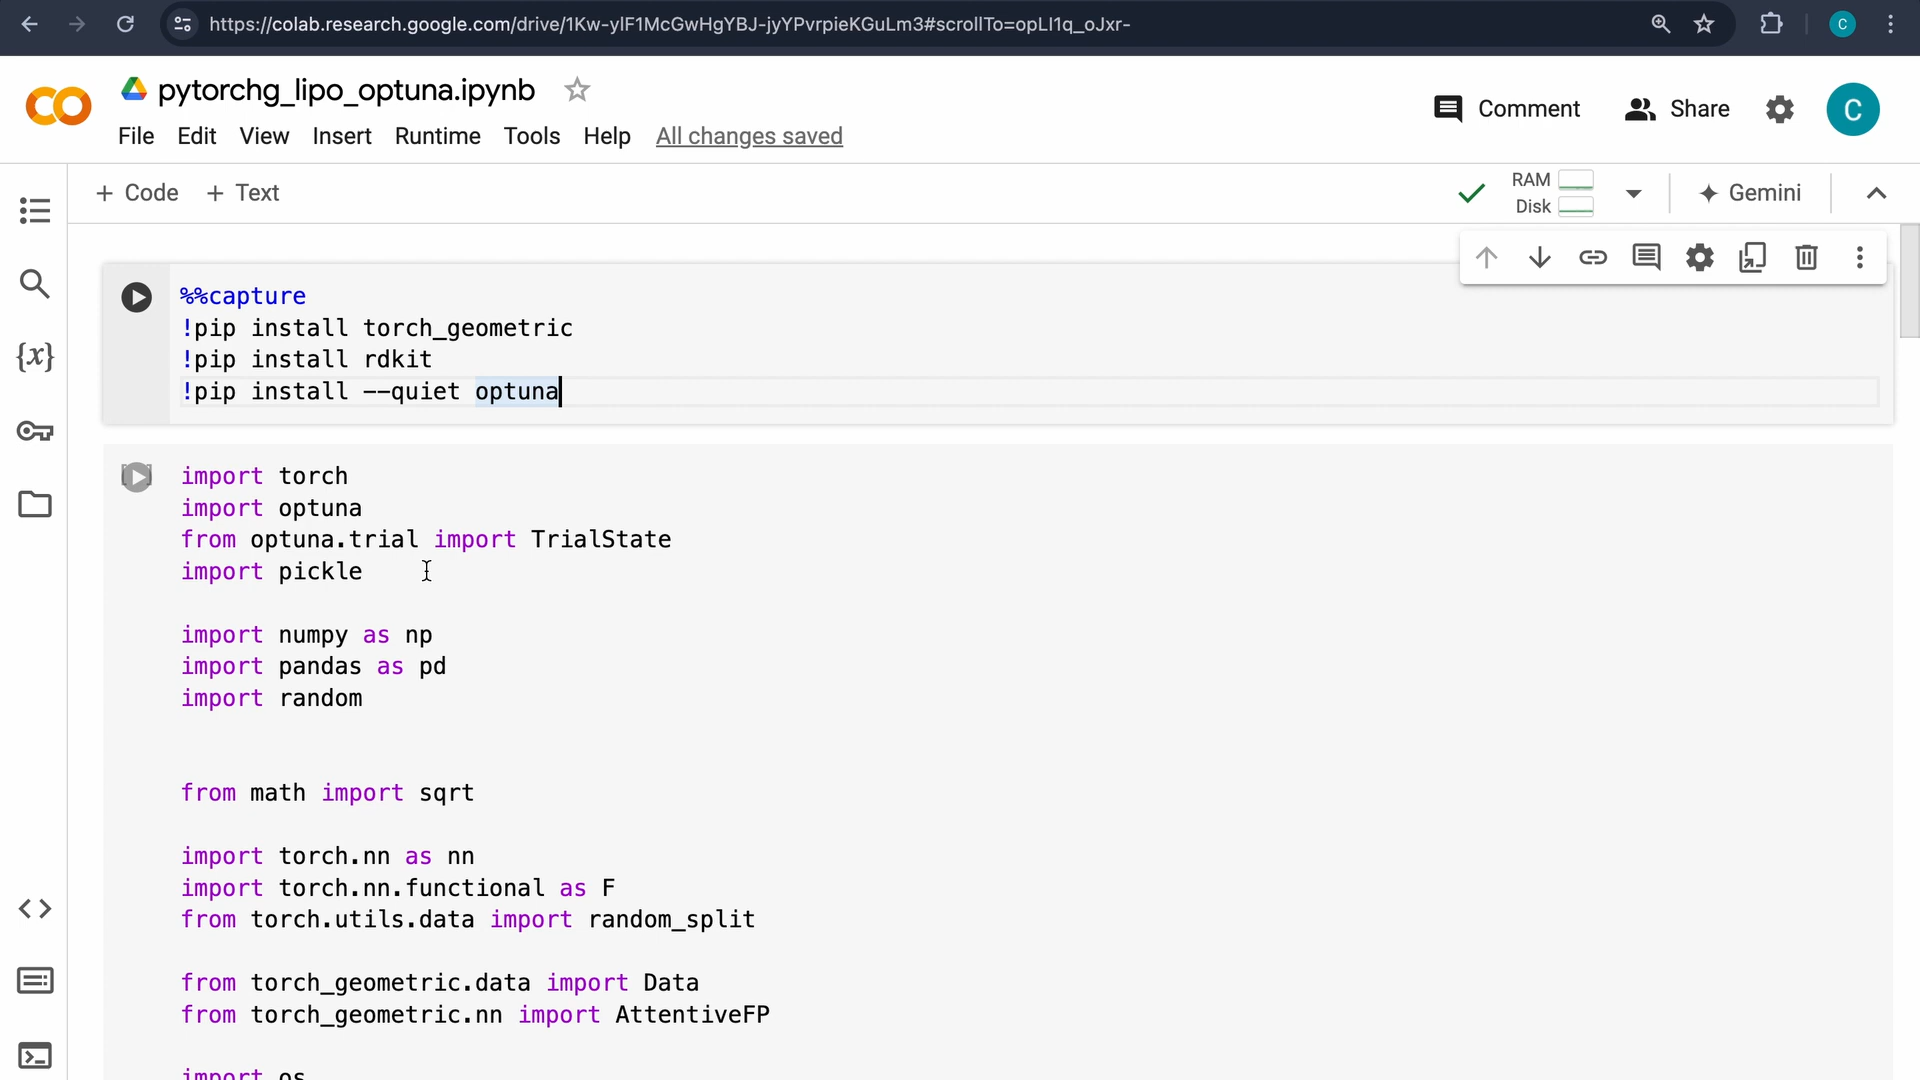 https://colab.research.google.com/drive/1Kw-ylF1McGwHgYBJ-jyYPvrpieKGuLm3#scrollTo=opLI1q_oJxr-
C
pytorchg_lipo_optuna.ipynb
Comment
Share
C
File Edit View Insert Runtime Tools Help All changes saved
+ Code + Text
RAM
Disk
Gemini
%%capture
!pip install torch_geometric
!pip install rdkit
!pip install --quiet optuna
import torch
import optuna
from optuna.trial import TrialState
import pickle
import numpy as np
import pandas as pd
import random
from math import sqrt
import torch.nn as nn
import torch.nn.functional as F
from torch.utils.data import random_split
from torch_geometric.data import Data
from torch_geometric.nn import AttentiveFP
import os
{x}